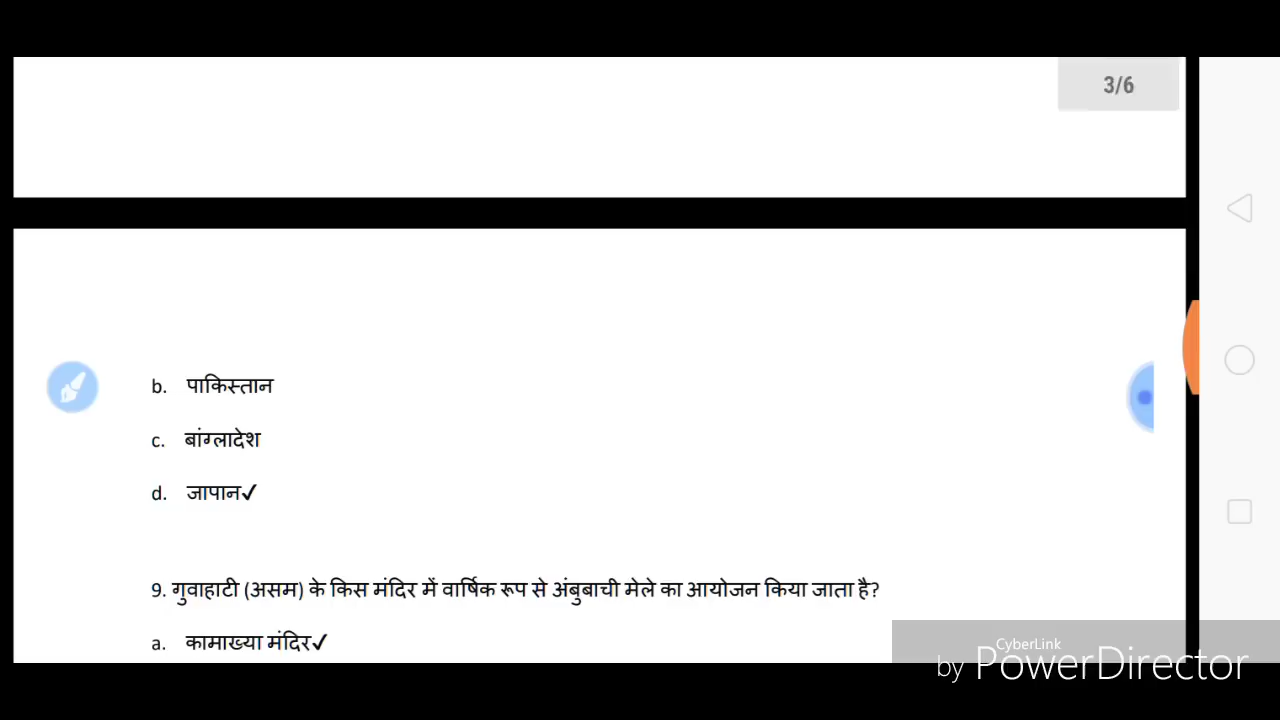 3/6
b. पाकिस्तान
c. बांग्लादेश
d. जापान✓
9. गुवाहाटी (असम) के किस मंदिर में वार्षिक रूप से अंबुबाची मेले का आयोजन किया जाता है?
a. कामाख्या मंदिर✓
CyberLink
by PowerDirector